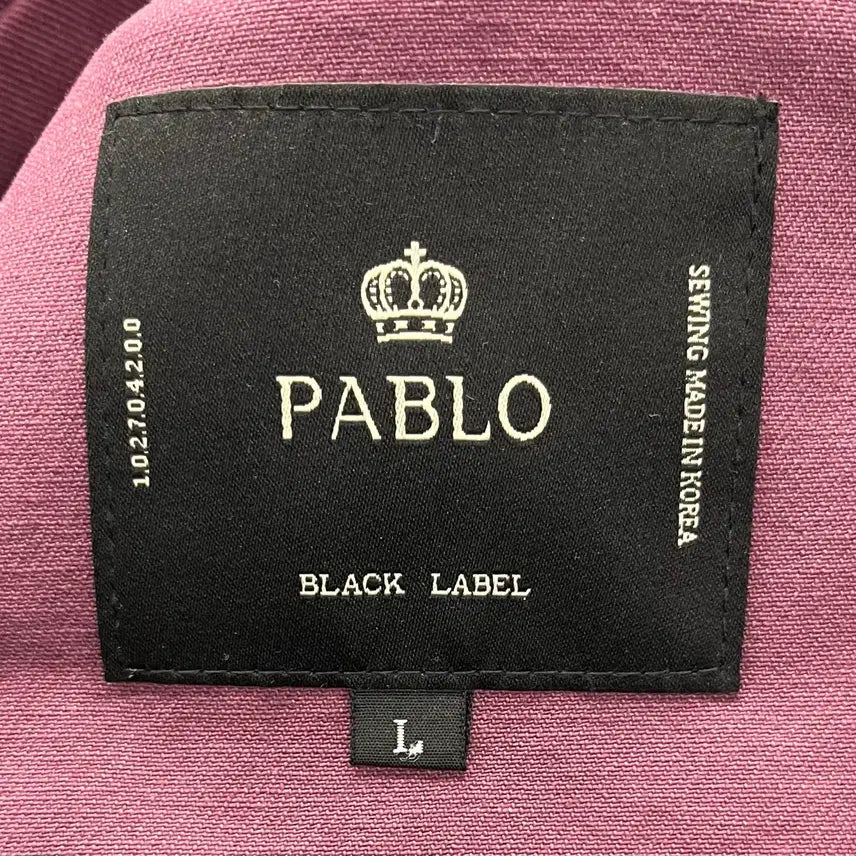 PABLO
BLACK LABEL
1.0.2.7.0.4.2.0.0
SEWING MADE IN KOREA
L